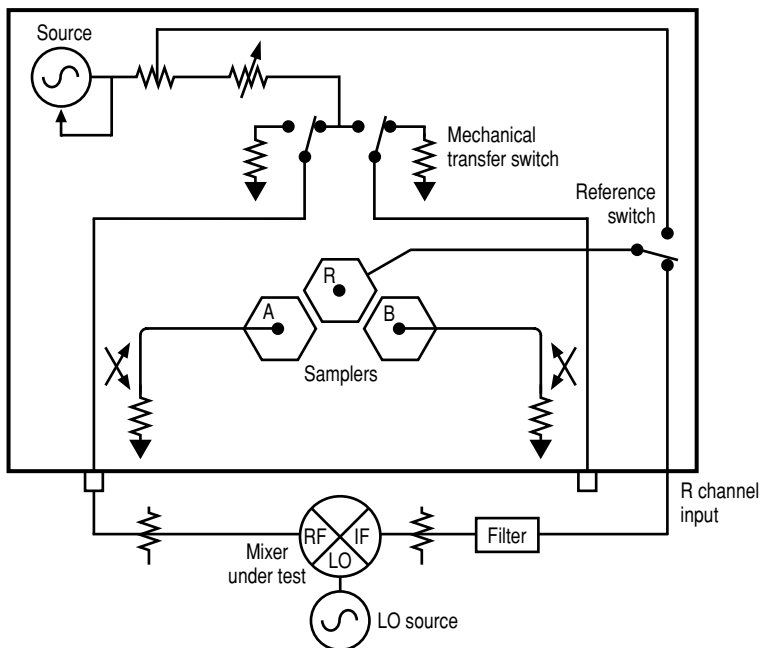 Source
Mechanical
transfer switch
Reference
switch
R
A
B
Samplers
R channel
input
RF
IF
LO
Mixer
under test
Filter
LO source